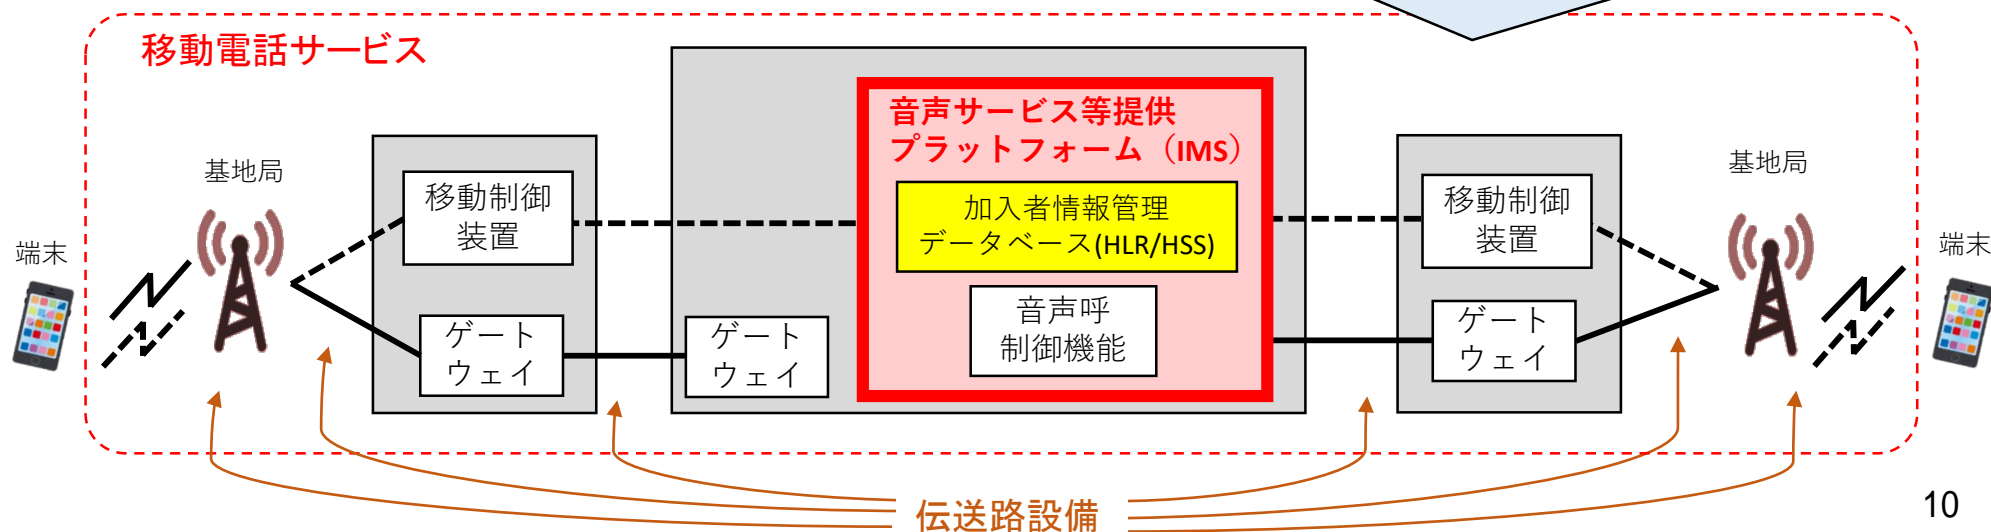 移動電話サービス
音声サービス等提供
プラットフォーム（IMS）
基地局
移動制御
装置
加入者情報管理
データベース(HLR/HSS)
移動制御
装置
基地局
端末
端末
ゲート
ウェイ
ゲート
ウェイ
音声呼
制御機能
ゲート
ウェイ
伝送路設備
10